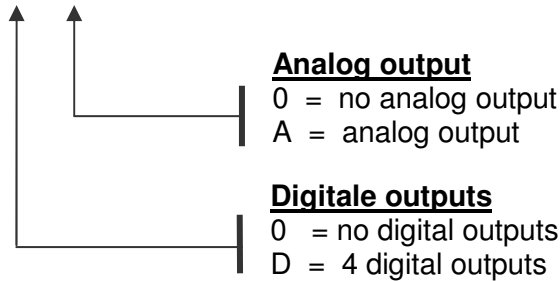 Analog output
0 = no analog output
A = analog output
Digitale outputs
0 = no digital outputs
D = 4 digital outputs